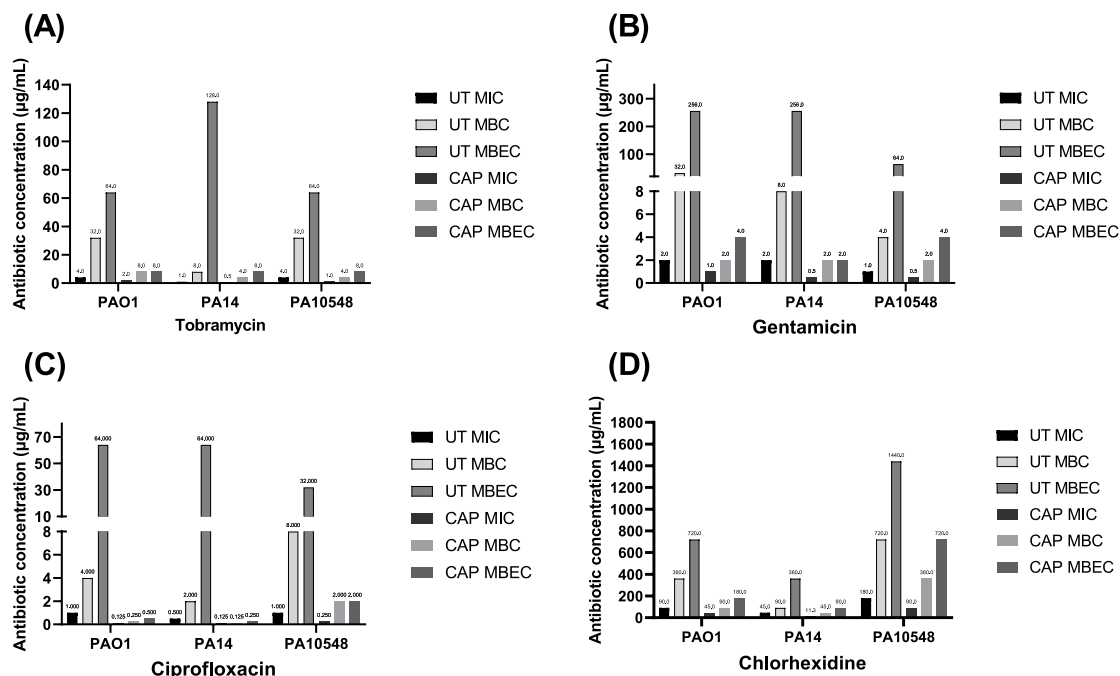 (A)
Antibiotic concentration (µg/mL)
140
120
100
80
60
40
20
0
4.0
32.0
64.0
2.0
8.0
8.0
1.0
8.0
128.0
0.5
4.0
8.0
4.0
32.0
64.0
1.0
4.0
8.0
PAO1
PA14
PA10548
Tobramycin
UT MIC
UT MBC
UT MBEC
CAP MIC
CAP MBC
CAP MBEC
(B)
Antibiotic concentration (µg/mL)
300
200
100
8
6
4
2
0
2.0
32.0
256.0
1.0
2.0
4.0
2.0
8.0
256.0
0.5
2.0
2.0
1.0
4.0
64.0
0.5
2.0
4.0
PAO1
PA14
PA10548
Gentamicin
UT MIC
UT MBC
UT MBEC
CAP MIC
CAP MBC
CAP MBEC
(C)
Antibiotic concentration (µg/mL)
70
50
30
10
8
6
4
2
0
1.000
4.000
64.000
0.125
0.250
0.500
0.500
2.000
64.000
0.125
0.125
0.250
1.000
8.000
32.000
0.250
2.000
2.000
PAO1
PA14
PA10548
Ciprofloxacin
UT MIC
UT MBC
UT MBEC
CAP MIC
CAP MBC
CAP MBEC
(D)
Antibiotic concentration (µg/mL)
1800
1600
1400
1200
1000
800
600
400
200
0
90.0
360.0
720.0
45.0
90.0
180.0
45.0
90.0
360.0
11.3
45.0
90.0
180.0
720.0
1440.0
90.0
360.0
720.0
PAO1
PA14
PA10548
Chlorhexidine
UT MIC
UT MBC
UT MBEC
CAP MIC
CAP MBC
CAP MBEC